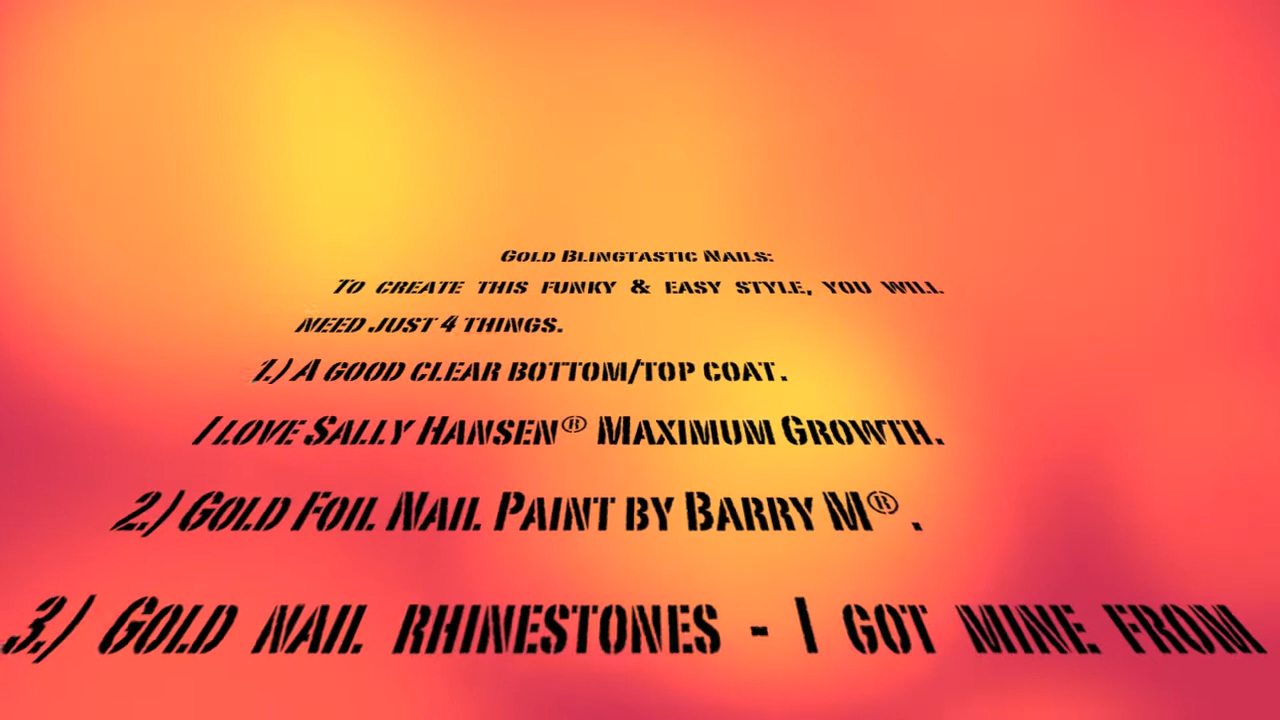 Gold Blingtastic Nails:
To create this funky & easy style, you will
need just 4 things.
1.) A good clear bottom/top coat.
I love Sally Hansen® Maximum Growth.
2.) Gold Foil Nail Paint by Barry M® .
3.) Gold nail rhinestones - I got mine from